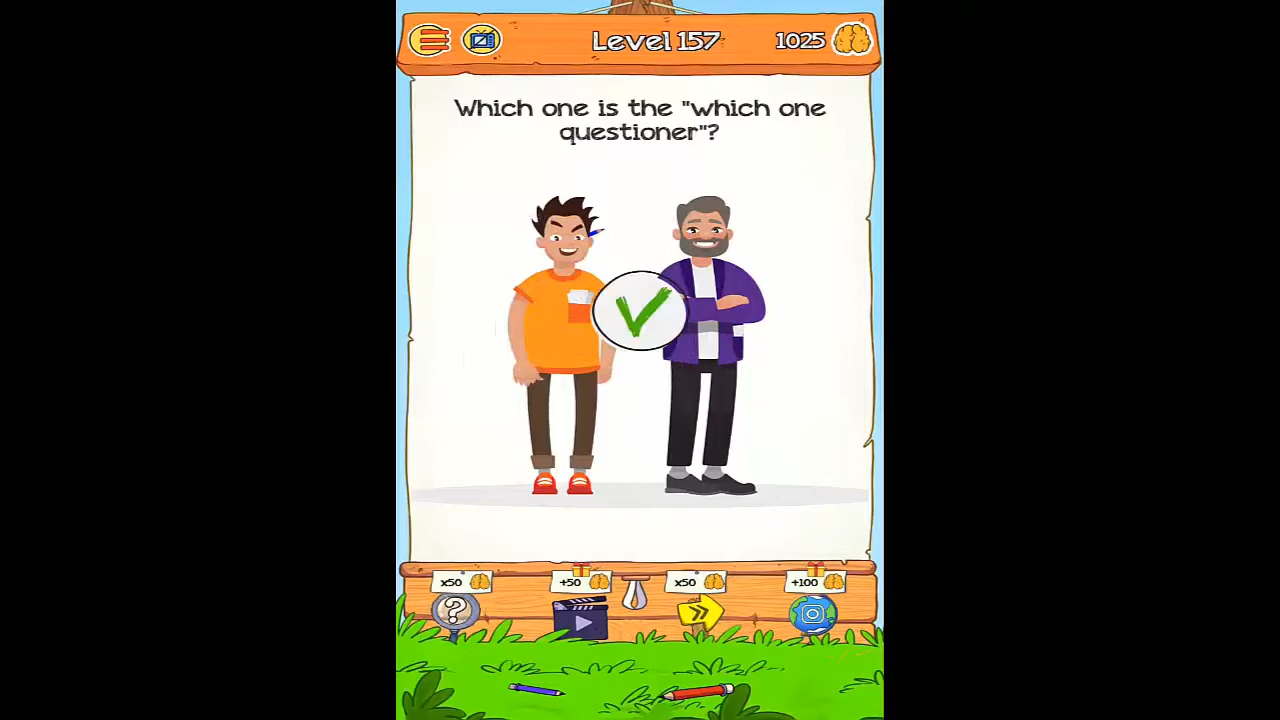 Level 157
1025
Which one is the "which one
questioner"?
x50
+50
x50
+100